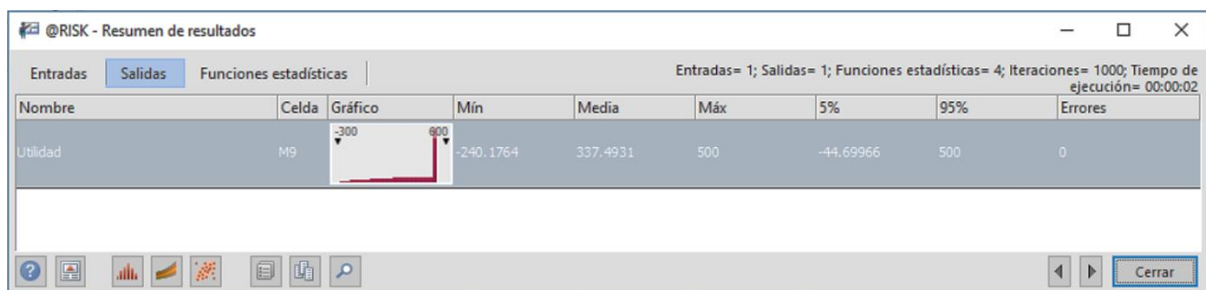 @RISK - Resumen de resultados
Entradas Salidas Funciones estadísticas
Entradas= 1; Salidas= 1; Funciones estadísticas= 4; Iteraciones= 1000; Tiempo de
ejecución= 00:00:02
Nombre Celda Gráfico Mín Media Máx 5% 95% Errores
-300 600
Utilidad M9 -240.1764 337.4931 500 -44.69966 500 0
Cerrar